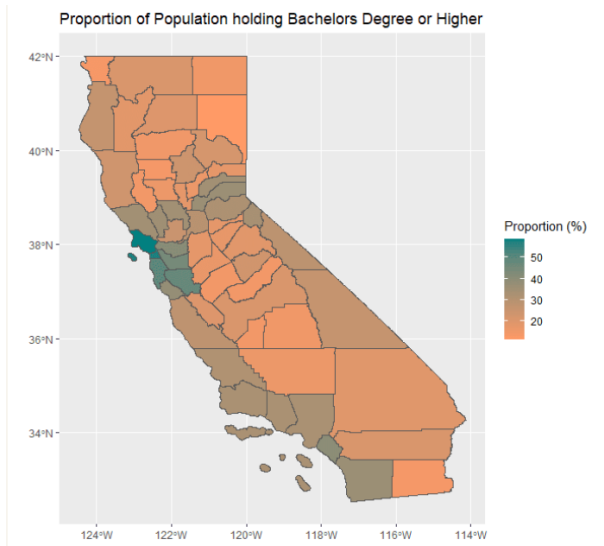 Proportion of Population holding Bachelors Degree or Higher
42°N
40°N
38°N
36°N
34°N
124°W
122°W
120°W
118°W
116°W
114°W
Proportion (%)
50
40
30
20